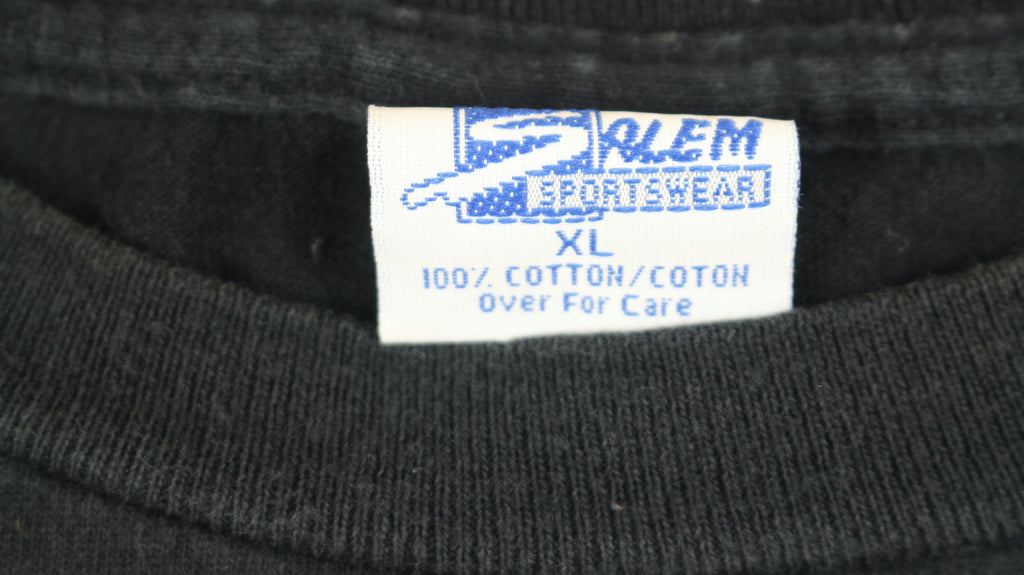 SALEM
SPORTSWEAR
XL
100% COTTON/COTON
Over For Care